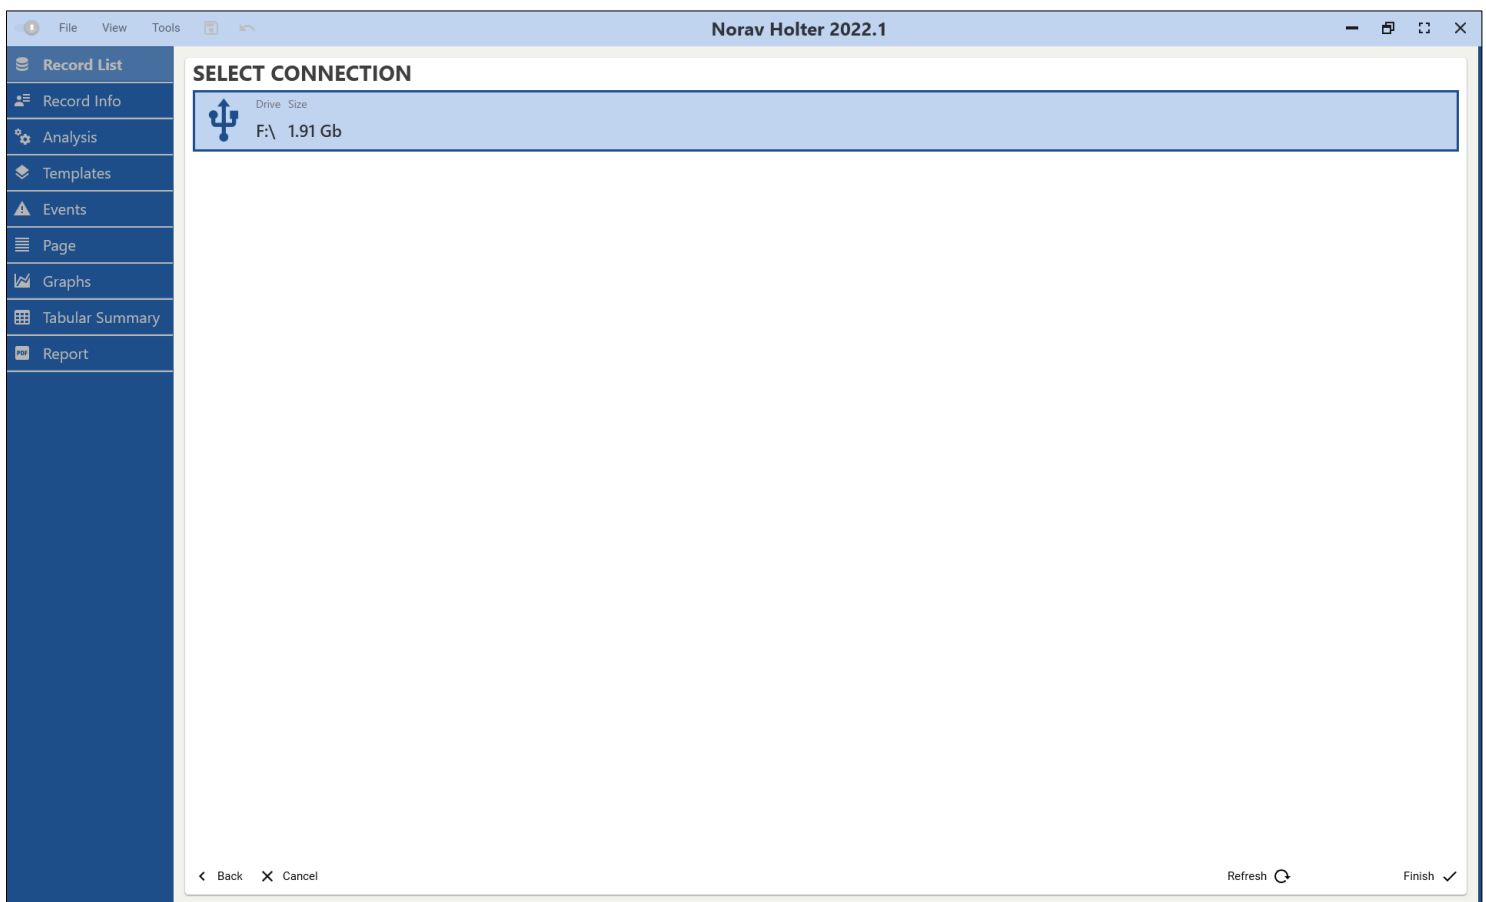 File View Tools Norav Holter 2022.1
Record List
Record Info
Analysis
Templates
Events
Page
Graphs
Tabular Summary
PDF Report
SELECT CONNECTION
Drive Size
F:\ 1.91 Gb
Back Cancel Refresh Finish